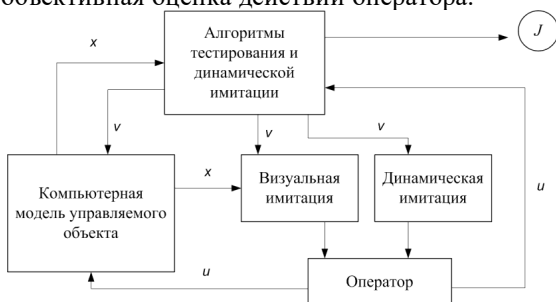 объективная оценка действий оператора.
Алгоритмы
тестирования и
динамической
имитации
J
x
v
v
v
Компьютерная
модель управляемого
объекта
x
Визуальная
имитация
Динамическая
имитация
u
u
Оператор